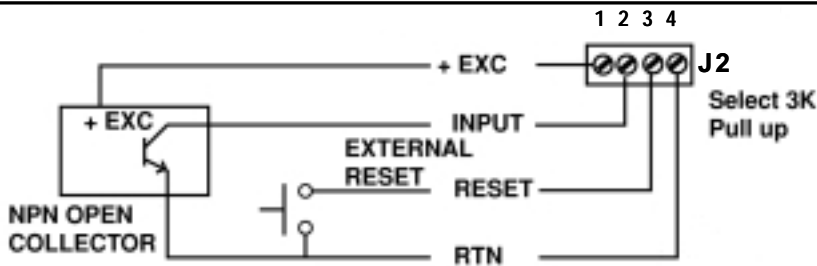 1 2 3 4
+ EXC
J2
Select 3K
Pull up
+ EXC
INPUT
EXTERNAL
RESET
RESET
NPN OPEN
COLLECTOR
RTN